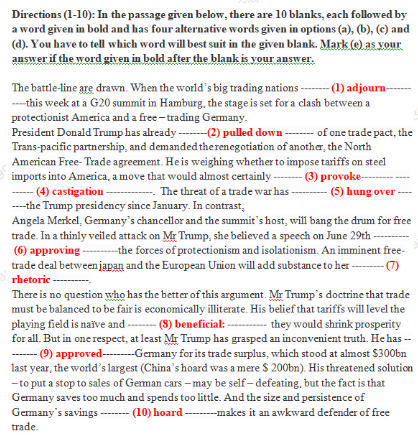 Directions (1-10): In the passage given below, there are 10 blanks, each followed by
a word given in bold and has four alternative words given in options (a), (b), (c) and
(d). You have to tell which word will best suit in the given blank. Mark (e) as your
answer if the word given in bold after the blank is your answer.
The battle-line are drawn. When the world's big trading nations -------- (1) adjourn-------
----this week at a G20 summit in Hamburg, the stage is set for a clash between a
protectionist America and a free – trading Germany.
President Donald Trump has already -------(2) pulled down -------- of one trade pact, the
Trans-pacific partnership, and demanded the renegotiation of another, the North
American Free- Trade agreement. He is weighing whether to impose tariffs on steel
imports into America, a move that would almost certainly -------- (3) provoke---------- ----
------ (4) castigation -------------. The threat of a trade war has --------- (5) hung over ----
----the Trump presidency since January. In contrast,
Angela Merkel, Germany's chancellor and the summit's host, will bang the drum for free
trade. In a thinly veiled attack on Mr Trump, she believed a speech on June 29th ----------
(6) approving ----------the forces of protectionism and isolationism. An imminent free-
trade deal between japan and the European Union will add substance to her --------- (7)
rhetoric ----------.
There is no question who has the better of this argument. Mr Trump's doctrine that trade
must be balanced to be fair is economically illiterate. His belief that tariffs will level the
playing field is naïve and -------- (8) beneficial: ----------- they would shrink prosperity
for all. But in one respect, at least Mr Trump has grasped an inconvenient truth. He has --
------- (9) approved---------Germany for its trade surplus, which stood at almost $300bn
last year, the world's largest (China's hoard was a mere $ 200bn). His threatened solution
– to put a stop to sales of German cars – may be self – defeating, but the fact is that
Germany saves too much and spends too little. And the size and persistence of
Germany's savings -------- (10) hoard ---------makes it an awkward defender of free
trade.